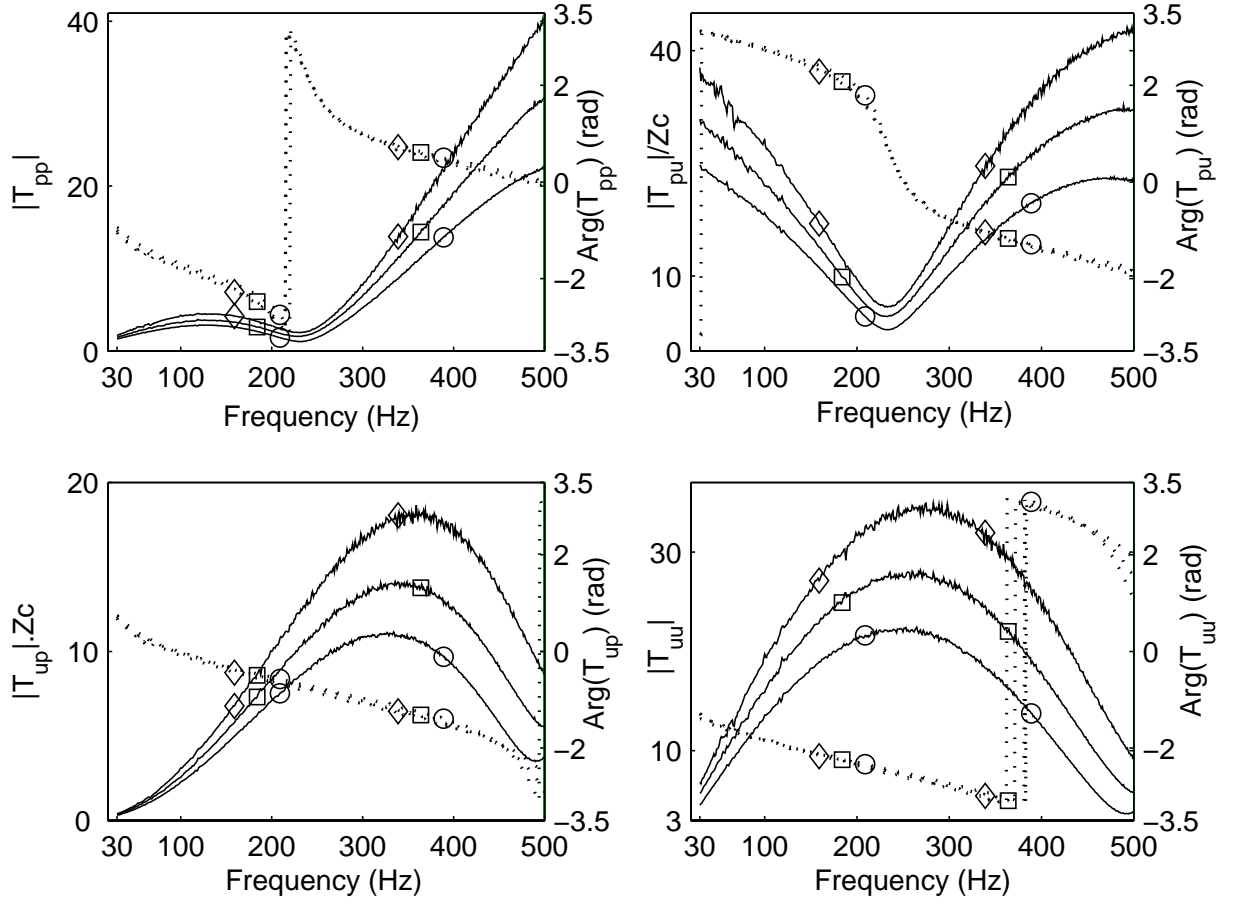 40
20
0
|T_pp|
3.5
2
0
−2
−3.5
Arg(T_pp) (rad)
30 100 200 300 400 500
Frequency (Hz)
40
10
0
|T_pu|/Zc
3.5
2
0
−2
−3.5
Arg(T_pu) (rad)
30 100 200 300 400 500
Frequency (Hz)
20
10
0
|T_up|.Zc
3.5
2
0
−2
−3.5
Arg(T_up) (rad)
30 100 200 300 400 500
Frequency (Hz)
30
10
3
|T_uu|
3.5
2
0
−2
−3.5
Arg(T_uu) (rad)
30 100 200 300 400 500
Frequency (Hz)